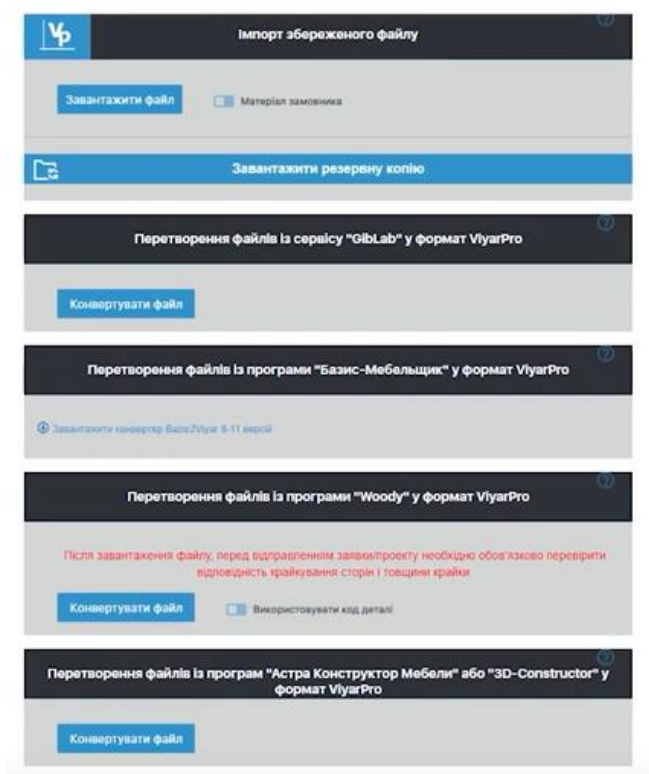 Vp
Імпорт збереженого файлу
Завантажити файл
Матеріал замовника
Завантажити резервну копію
Перетворення файлів із сервісу "GibLab" у формат ViyarPro
Конвертувати файл
Перетворення файлів із програми "Базис-Мебельщик" у формат ViyarPro
Завантажити конвертер Bazis2Viyar 8-11 версій
Перетворення файлів із програми "Woody" у формат ViyarPro
Після завантаження файлу, перед відправленням заявки/проекту необхідно обов'язково перевірити
відповідність крайкування сторін і товщини крайки
Конвертувати файл
Використовувати код деталі
Перетворення файлів із програм "Астра Конструктор Мебели" або "3D-Constructor" у
формат ViyarPro
Конвертувати файл